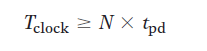 T_clock ≥ N × t_pd